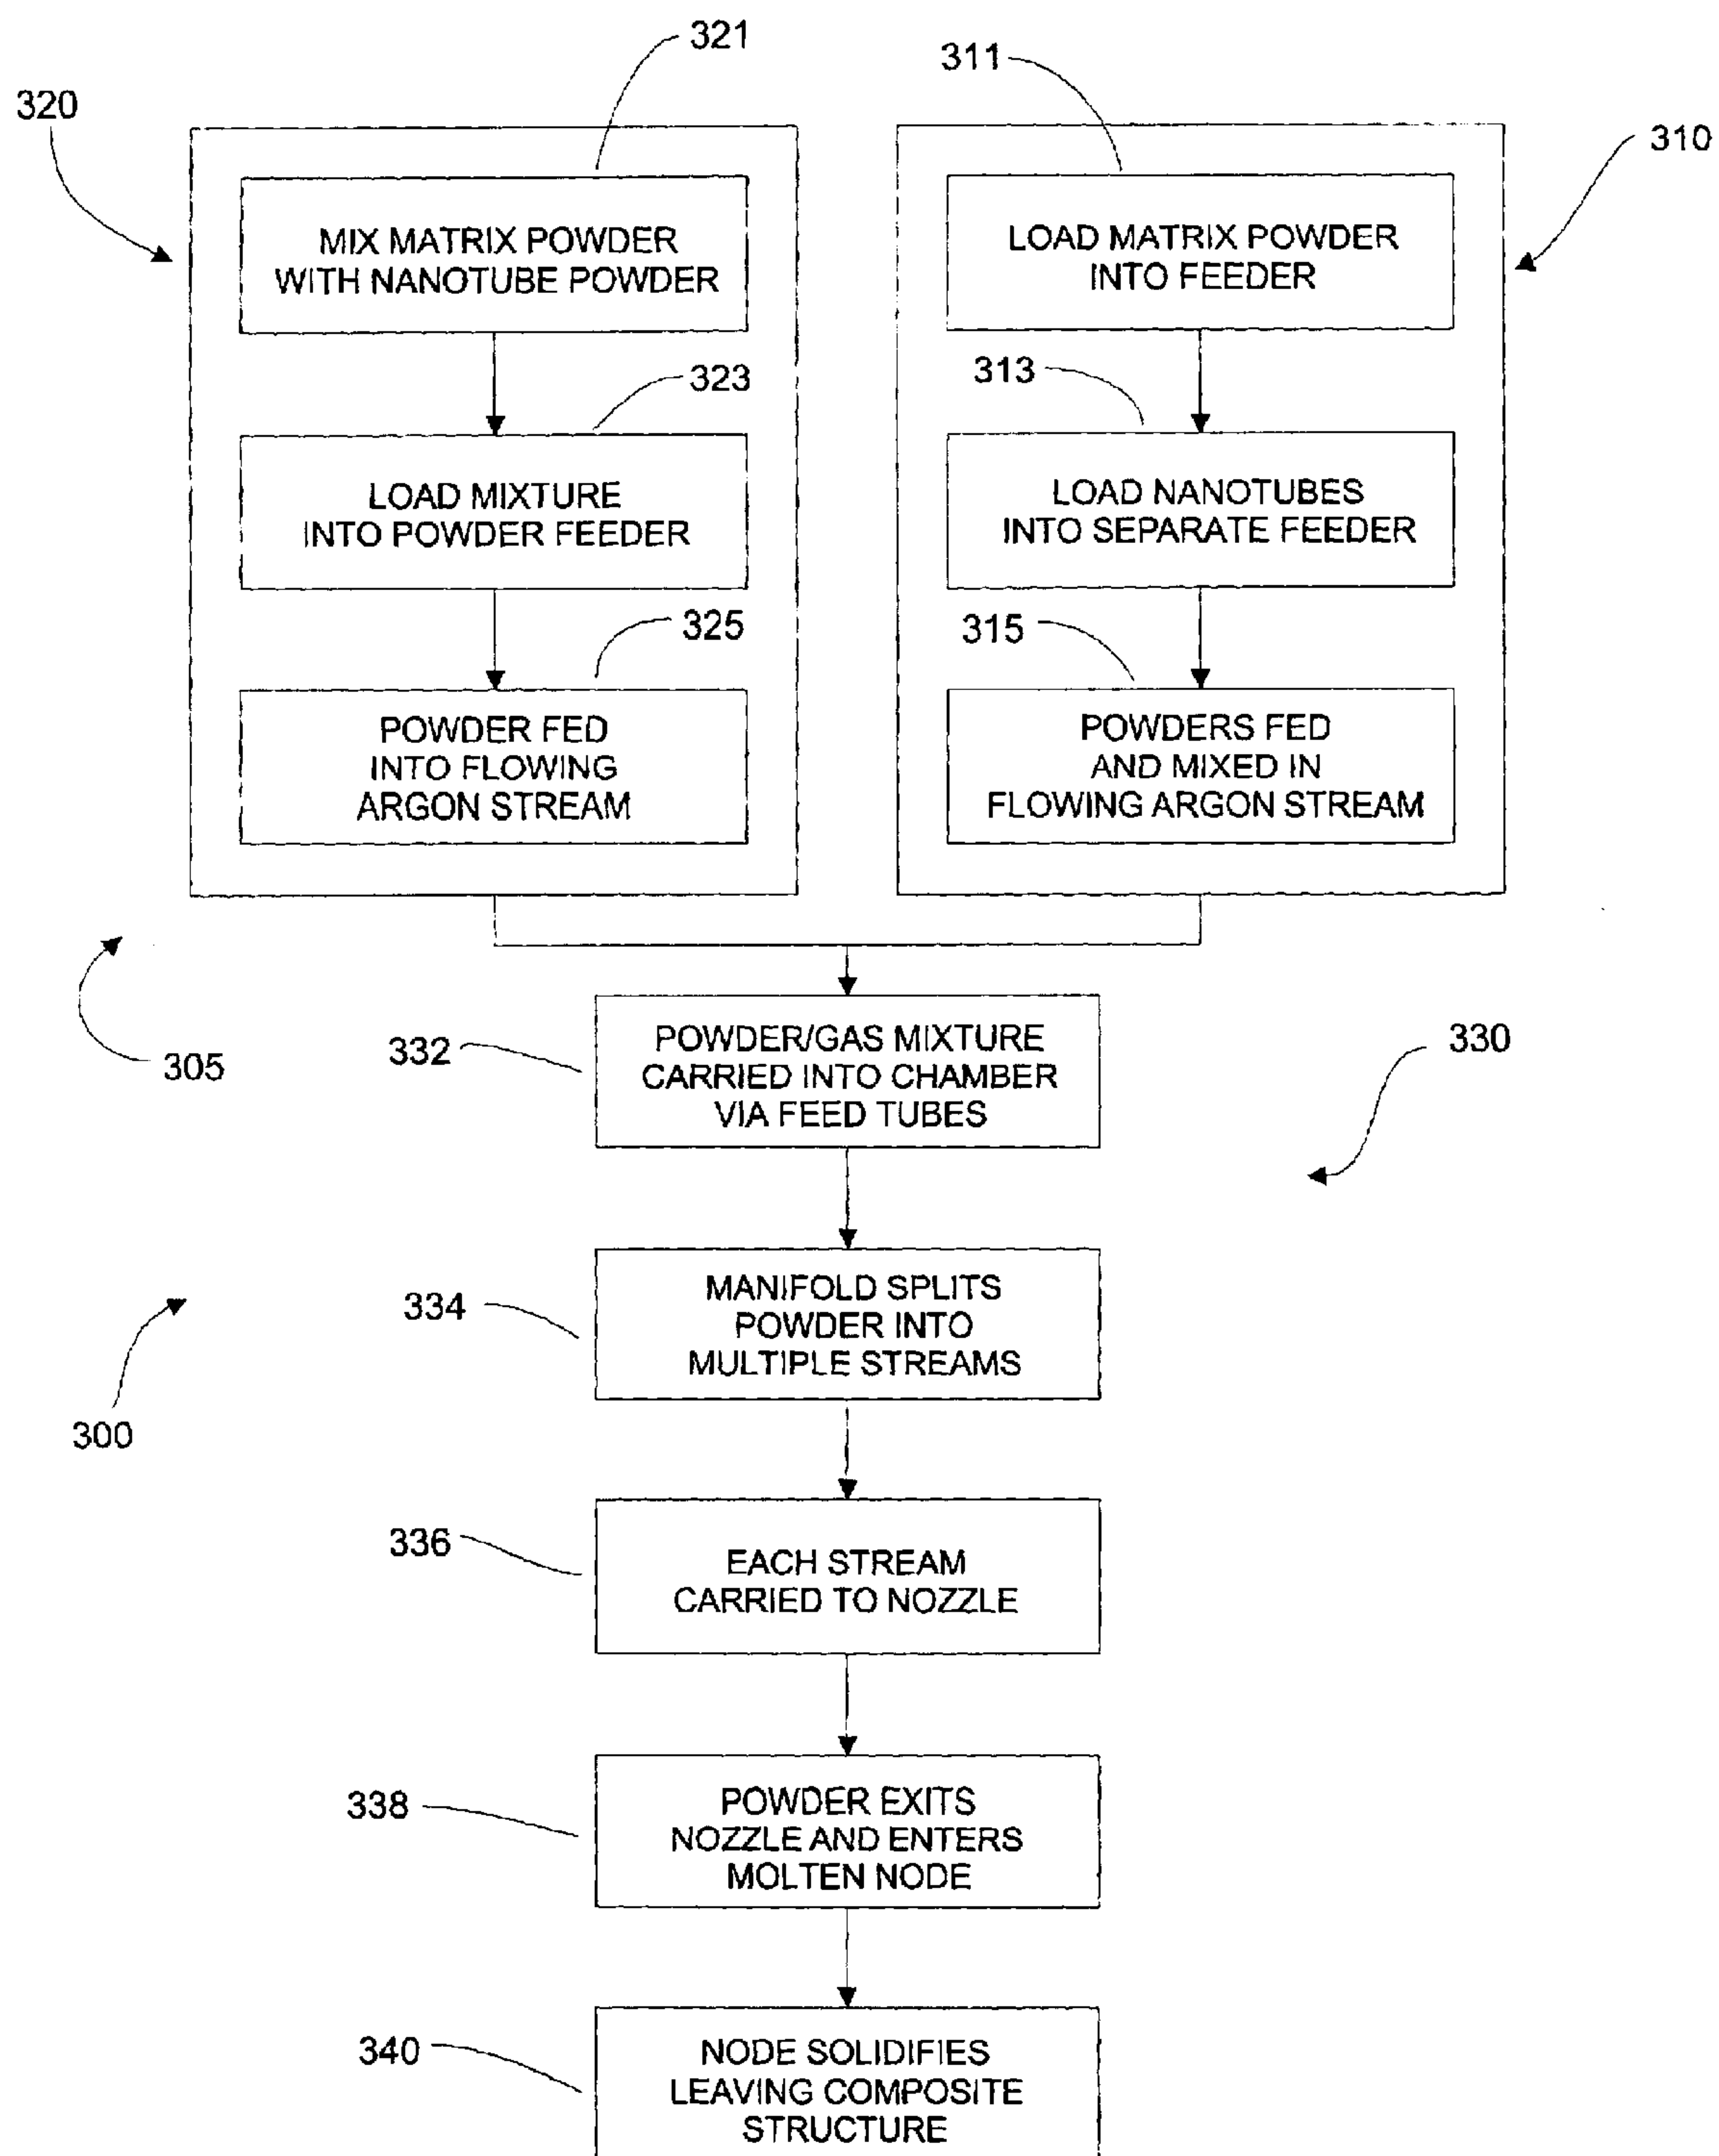 321
311
320
310
MIX MATRIX POWDER
WITH NANOTUBE POWDER
LOAD MATRIX POWDER
INTO FEEDER
323
313
LOAD MIXTURE
INTO POWDER FEEDER
LOAD NANOTUBES
INTO SEPARATE FEEDER
325
315
POWDER FED
INTO FLOWING
ARGON STREAM
POWDERS FED
AND MIXED IN
FLOWING ARGON STREAM
305
332
POWDER/GAS MIXTURE
CARRIED INTO CHAMBER
VIA FEED TUBES
330
334
MANIFOLD SPLITS
POWDER INTO
MULTIPLE STREAMS
300
336
EACH STREAM
CARRIED TO NOZZLE
338
POWDER EXITS
NOZZLE AND ENTERS
MOLTEN NODE
340
NODE SOLIDIFIES
LEAVING COMPOSITE
STRUCTURE